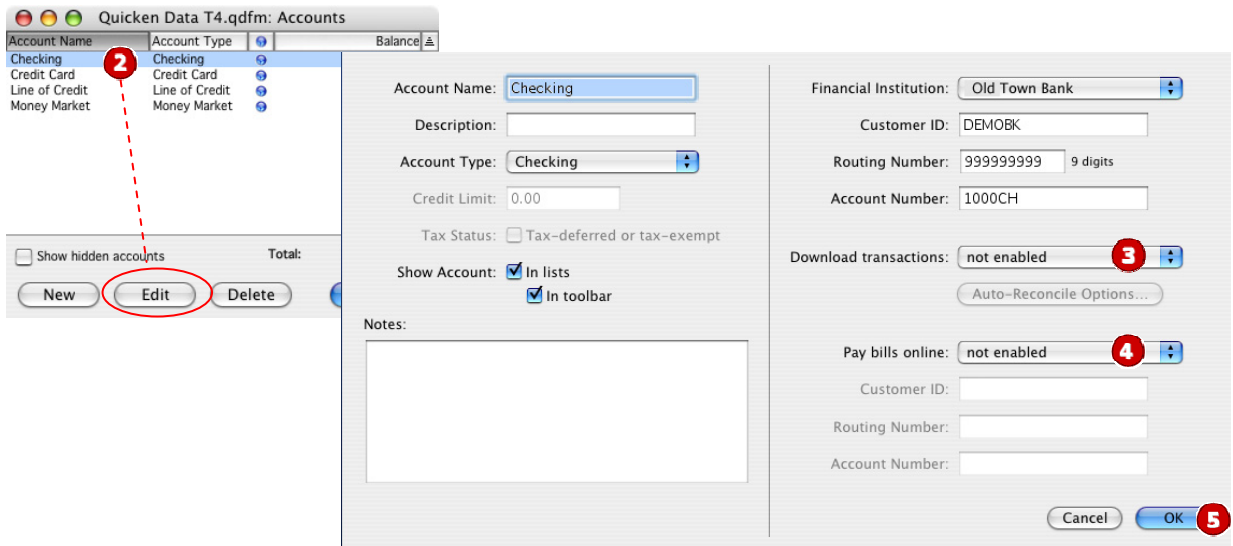 Quicken Data T4.qdfm: Accounts
Account Name Account Type Balance
Checking Checking
Credit Card Credit Card
Line of Credit Line of Credit
Money Market Money Market
2
Show hidden accounts Total:
New Edit Delete
Account Name: Checking
Description:
Account Type: Checking
Credit Limit: 0.00
Tax Status: Tax-deferred or tax-exempt
Show Account: In lists
In toolbar
Notes:
Financial Institution: Old Town Bank
Customer ID: DEMOBK
Routing Number: 999999999 9 digits
Account Number: 1000CH
Download transactions: not enabled 3
Auto-Reconcile Options...
Pay bills online: not enabled 4
Customer ID:
Routing Number:
Account Number:
Cancel OK 5